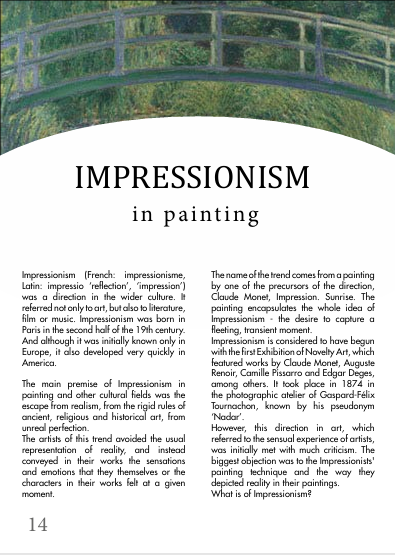 IMPRESSIONISM
in painting
Impressionism (French: impressionisme,
Latin: impressio ‘reflection’, ‘impression’)
was a direction in the wider culture. It
referred not only to art, but also to literature,
film or music. Impressionism was born in
Paris in the second half of the 19th century.
And although it was initially known only in
Europe, it also developed very quickly in
America.
The main premise of Impressionism in
painting and other cultural fields was the
escape from realism, from the rigid rules of
ancient, religious and historical art, from
unreal perfection.
The artists of this trend avoided the usual
representation of reality, and instead
conveyed in their works the sensations
and emotions that they themselves or the
characters in their works felt at a given
moment.
The name of the trend comes from a painting
by one of the precursors of the direction,
Claude Monet, Impression. Sunrise. The
painting encapsulates the whole idea of
Impressionism - the desire to capture a
fleeting, transient moment.
Impressionism is considered to have begun
with the first Exhibition of Novelty Art, which
featured works by Claude Monet, Auguste
Renoir, Camille Pissarro and Edgar Deges,
among others. It took place in 1874 in
the photographic atelier of Gaspard-Félix
Tournachon, known by his pseudonym
‘Nadar’.
However, this direction in art, which
referred to the sensual experience of artists,
was initially met with much criticism. The
biggest objection was to the Impressionists'
painting technique and the way they
depicted reality in their paintings.
What is of Impressionism?
14